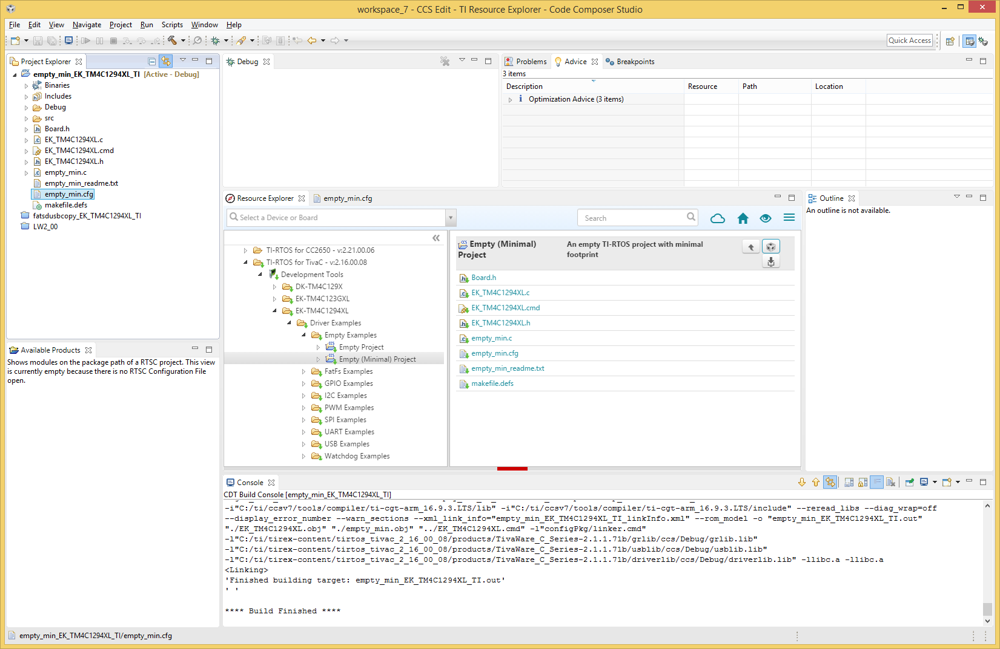 workspace_7 - CCS Edit - TI Resource Explorer - Code Composer Studio
File Edit View Navigate Project Run Scripts Window Help
Quick Access
Project Explorer
empty_min_EK_TM4C1294XL_TI [Active - Debug]
Binaries
Includes
Debug
src
Board.h
EK_TM4C1294XL.c
EK_TM4C1294XL.cmd
EK_TM4C1294XL.h
empty_min.c
empty_min_readme.txt
empty_min.cfg
makefile.defs
fatsdusbcopy_EK_TM4C1294XL_TI
LW2_00
Debug
Problems Advice Breakpoints
3 items
Description Resource Path Location
Optimization Advice (3 items)
Resource Explorer empty_min.cfg
Select a Device or Board
Search
TI-RTOS for CC2650 - v:2.21.00.06
TI-RTOS for TivaC - v:2.16.00.08
Development Tools
DK-TM4C129X
EK-TM4C123GXL
EK-TM4C1294XL
Driver Examples
Empty Examples
Empty Project
Empty (Minimal) Project
FatFs Examples
GPIO Examples
I2C Examples
PWM Examples
SPI Examples
UART Examples
USB Examples
Watchdog Examples
Empty (Minimal)
Project
An empty TI-RTOS project with minimal
footprint
Board.h
EK_TM4C1294XL.c
EK_TM4C1294XL.cmd
EK_TM4C1294XL.h
empty_min.c
empty_min.cfg
empty_min_readme.txt
makefile.defs
Outline
An outline is not available.
Available Products
Shows modules on the package path of a RTSC project. This view
is currently empty because there is no RTSC Configuration File
open.
Console
CDT Build Console [empty_min_EK_TM4C1294XL_TI]
-i"C:/ti/ccsv7/tools/compiler/ti-cgt-arm_16.9.3.LTS/lib" -i"C:/ti/ccsv7/tools/compiler/ti-cgt-arm_16.9.3.LTS/include" --reread_libs --diag_wrap=off
--display_error_number --warn_sections --xml_link_info="empty_min_EK_TM4C1294XL_TI_linkInfo.xml" --rom_model -o "empty_min_EK_TM4C1294XL_TI.out"
"./EK_TM4C1294XL.obj" "./empty_min.obj" "../EK_TM4C1294XL.cmd" -l"configPkg/linker.cmd"
-l"C:/ti/tirex-content/tirtos_tivac_2_16_00_08/products/TivaWare_C_Series-2.1.1.71b/grlib/ccs/Debug/grlib.lib"
-l"C:/ti/tirex-content/tirtos_tivac_2_16_00_08/products/TivaWare_C_Series-2.1.1.71b/usblib/ccs/Debug/usblib.lib"
-l"C:/ti/tirex-content/tirtos_tivac_2_16_00_08/products/TivaWare_C_Series-2.1.1.71b/driverlib/ccs/Debug/driverlib.lib" -llibc.a -llibc.a
<Linking>
'Finished building target: empty_min_EK_TM4C1294XL_TI.out'
' '
**** Build Finished ****
empty_min_EK_TM4C1294XL_TI/empty_min.cfg